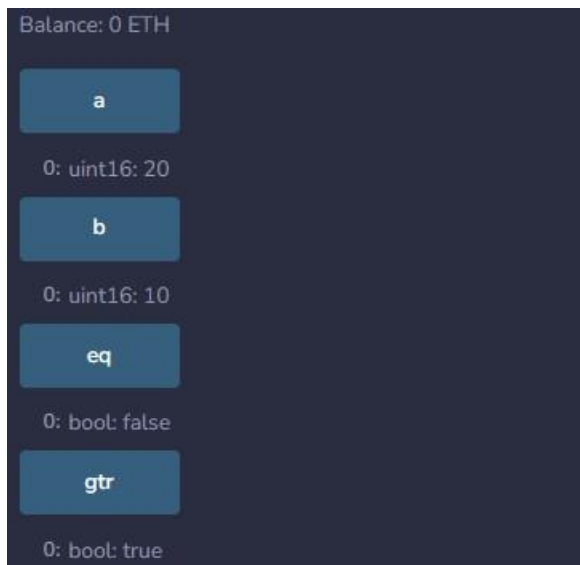 Balance: 0 ETH
a
0: uint16: 20
b
0: uint16: 10
eq
0: bool: false
gtr
0: bool: true